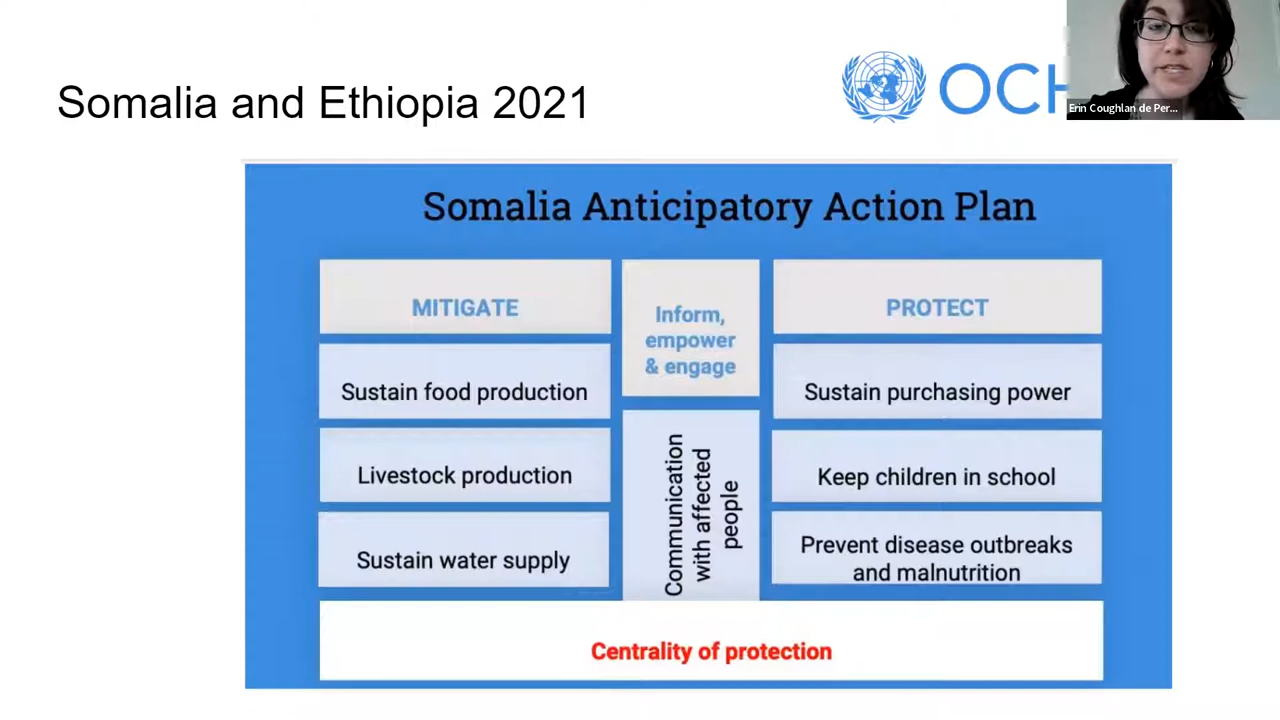 Somalia and Ethiopia 2021
OCH
Erin Coughlan de Per...
Somalia Anticipatory Action Plan
MITIGATE
Sustain food production
Livestock production
Sustain water supply
Inform,
empower
& engage
Communication
with affected
people
PROTECT
Sustain purchasing power
Keep children in school
Prevent disease outbreaks
and malnutrition
Centrality of protection